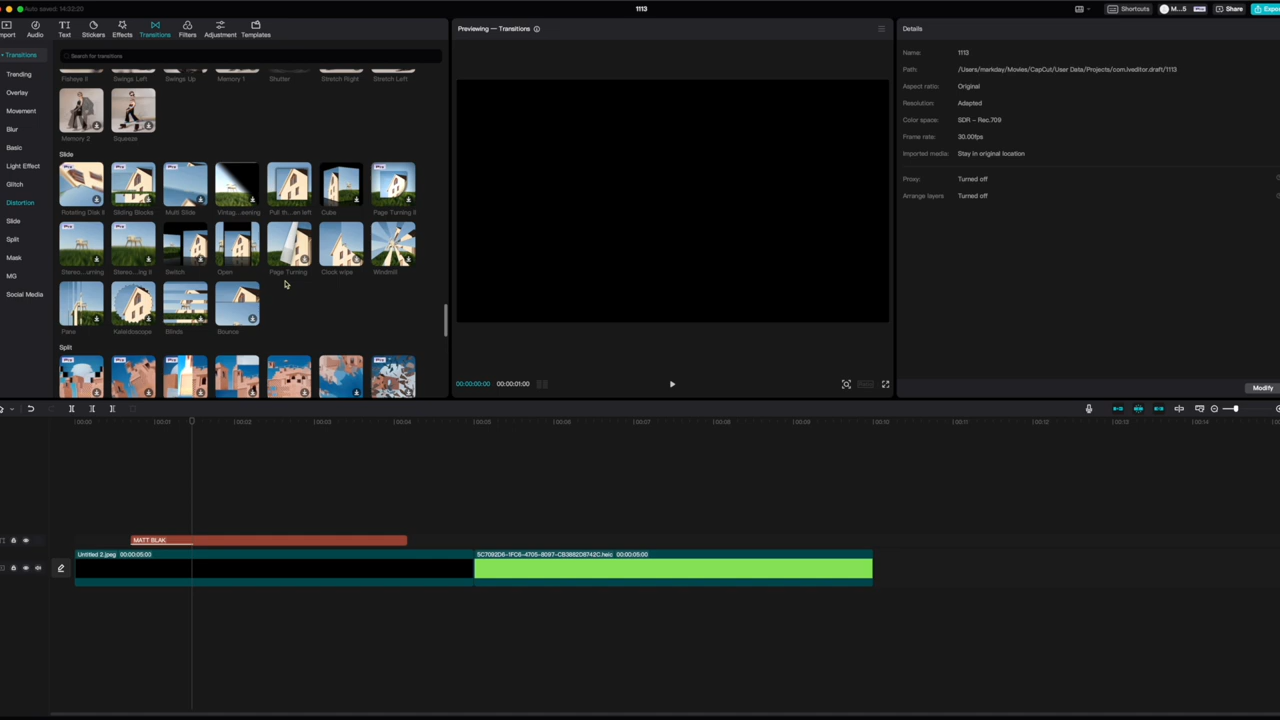 Auto saved: 14:32:20
1113
Shortcuts
M...5
Pro
Share
Export
Import
Audio
Text
Stickers
Effects
Transitions
Filters
Adjustment
Templates
Transitions
Trending
Overlay
Movement
Blur
Basic
Light Effect
Glitch
Distortion
Slide
Split
Mask
MG
Social Media
Search for transitions
Fisheye II
Swings Left
Swings Up
Memory 1
Shutter
Stretch Right
Stretch Left
Memory 2
Squeeze
Slide
Rotating Disk II
Sliding Blocks
Multi Slide
Vintag...eening
Pull th...an left
Cube
Page Turning II
Stereo...urning
Stereo...ing II
Switch
Open
Page Turning
Clock wipe
Windmill
Pane
Kaleidoscope
Blinds
Bounce
Split
Previewing — Transitions
00:00:00:00
00:00:01:00
Details
Name:
1113
Path:
/Users/markday/Movies/CapCut/User Data/Projects/com.lveditor.draft/1113
Aspect ratio:
Original
Resolution:
Adapted
Color space:
SDR - Rec.709
Frame rate:
30.00fps
Imported media:
Stay in original location
Proxy:
Turned off
Arrange layers
Turned off
Modify
00:00
00:01
00:02
00:03
00:04
00:05
00:06
00:07
00:08
00:09
00:10
00:11
00:12
00:13
00:14
MATT BLAK
Untitled 2.jpeg 00:00:05:00
5C7092D6-1FC6-4705-8097-CB3882D8742C.heic 00:00:05:00